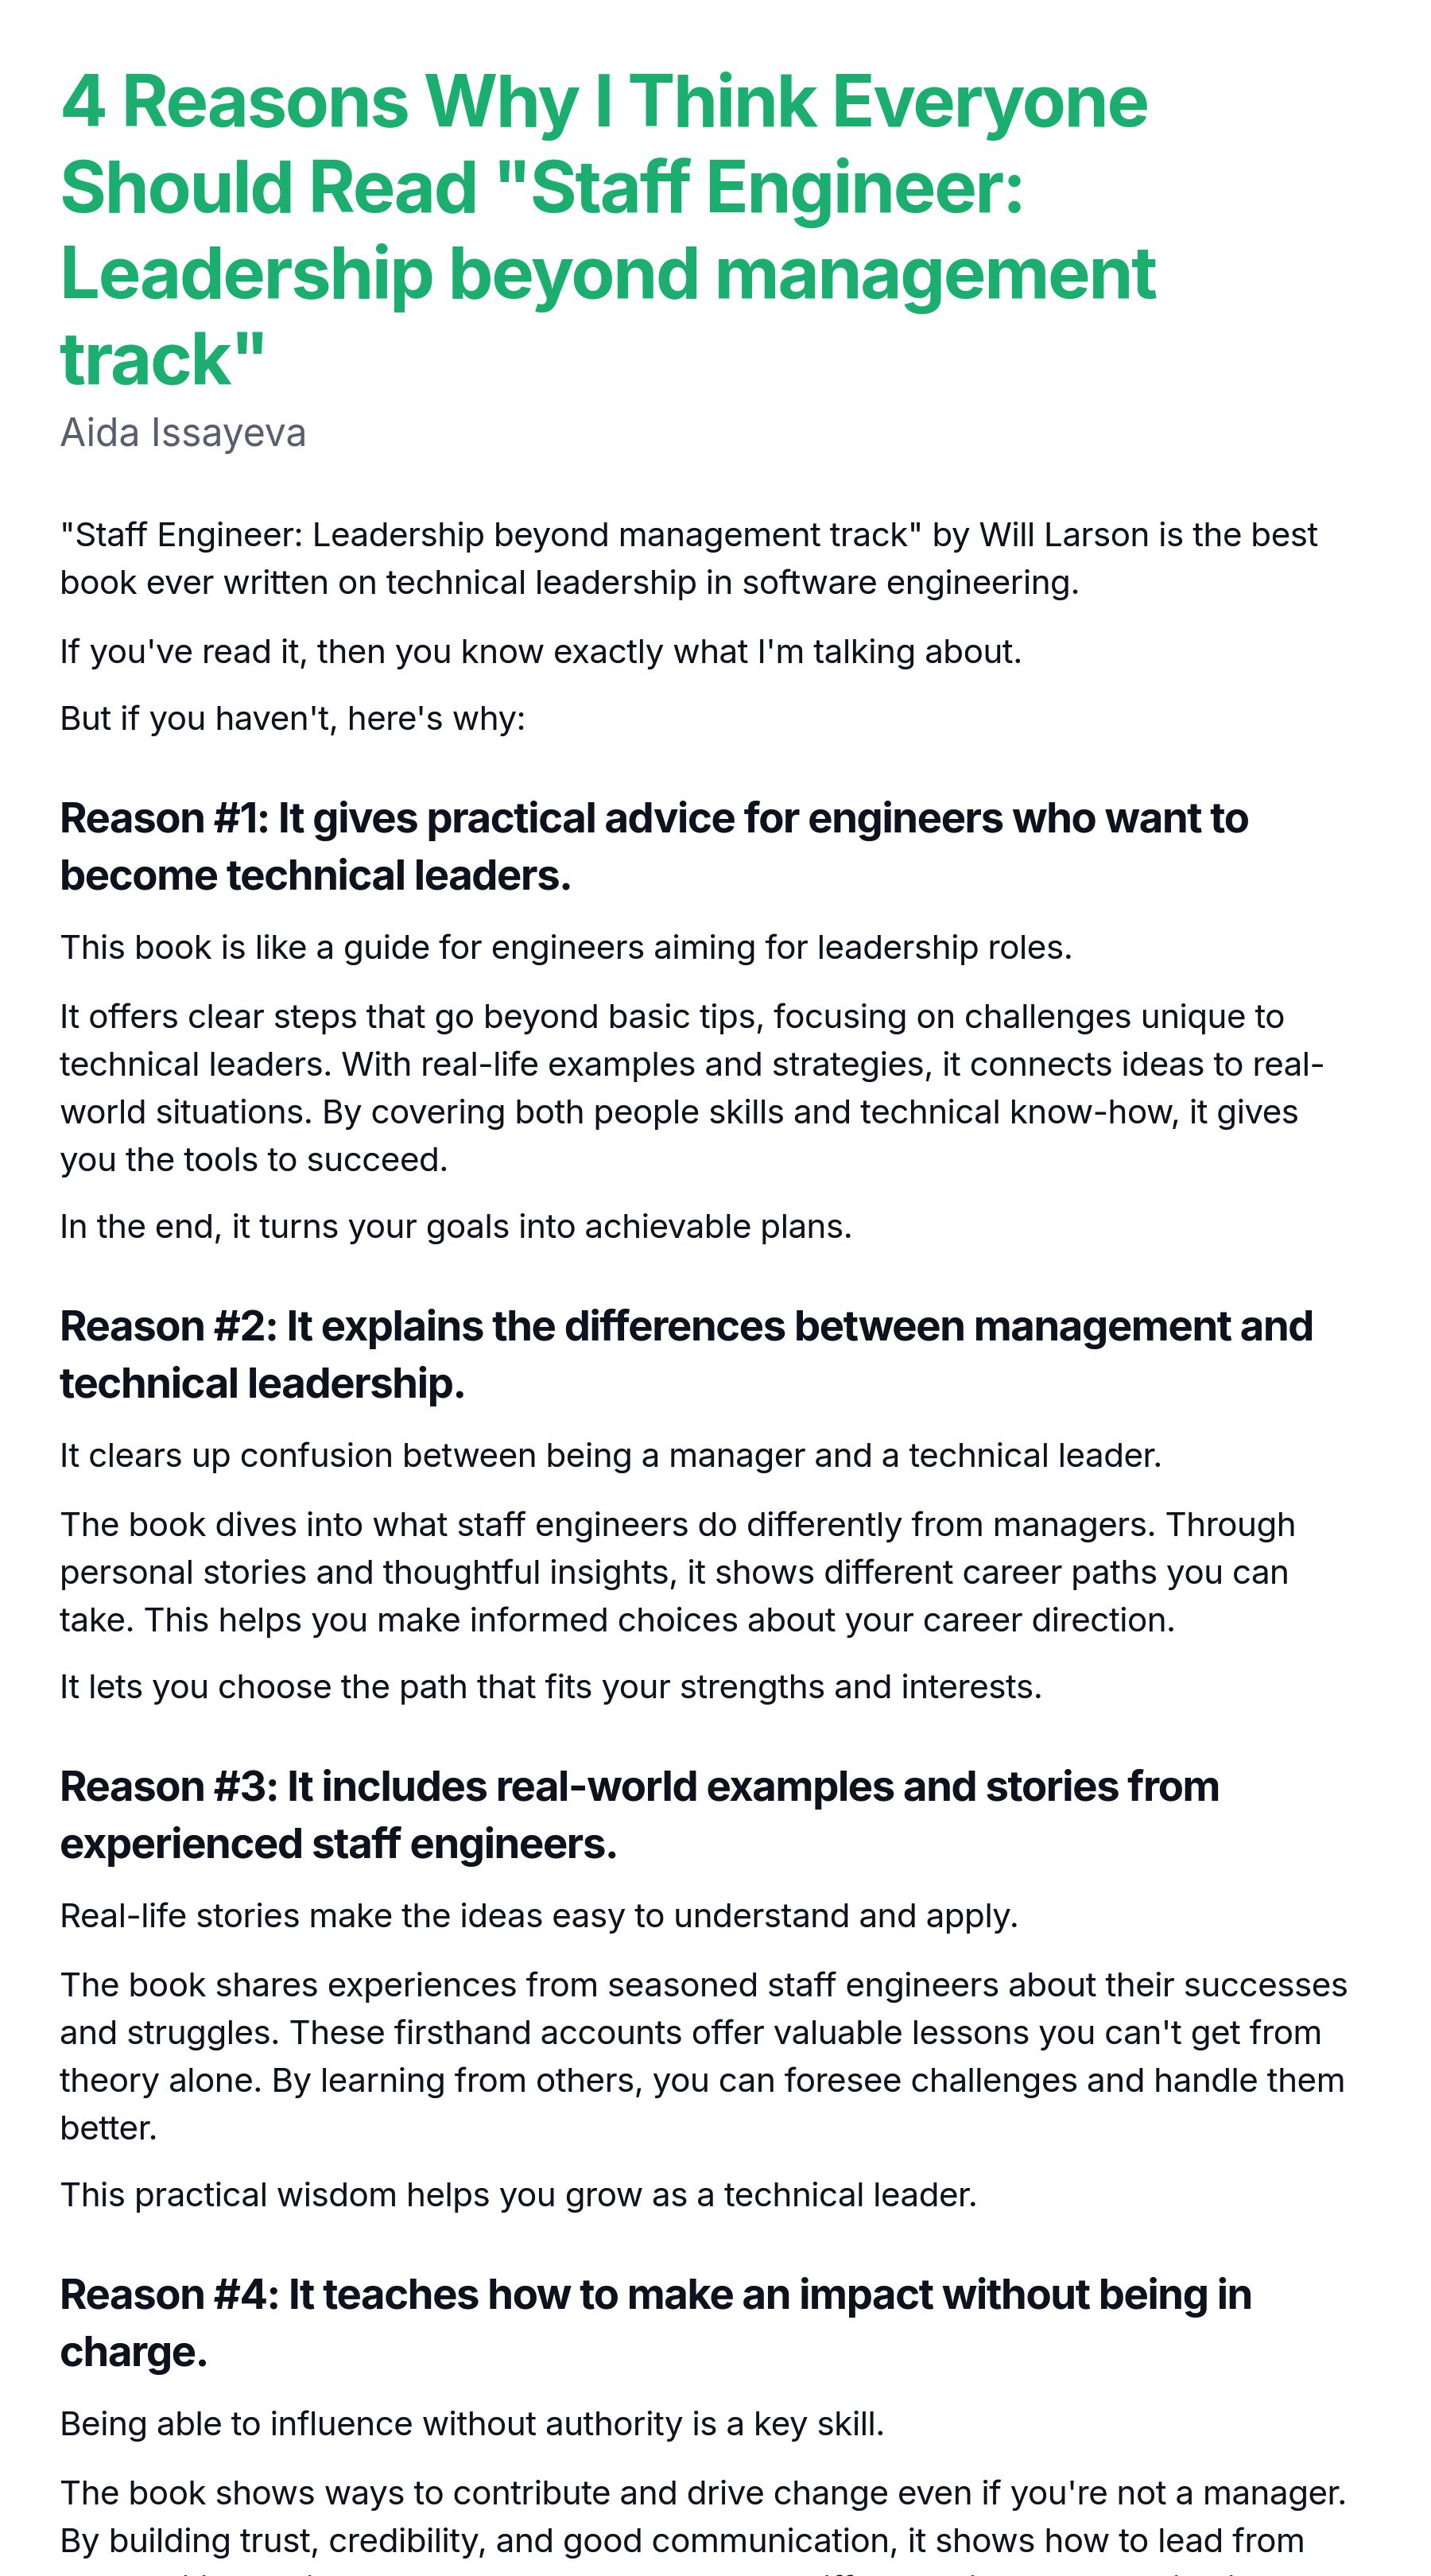 4 Reasons Why I Think Everyone
Should Read "Staff Engineer:
Leadership beyond management
track"
Aida Issayeva
"Staff Engineer: Leadership beyond management track" by Will Larson is the best
book ever written on technical leadership in software engineering.
If you've read it, then you know exactly what I'm talking about.
But if you haven't, here's why:
Reason #1: It gives practical advice for engineers who want to
become technical leaders.
This book is like a guide for engineers aiming for leadership roles.
It offers clear steps that go beyond basic tips, focusing on challenges unique to
technical leaders. With real-life examples and strategies, it connects ideas to real-
world situations. By covering both people skills and technical know-how, it gives
you the tools to succeed.
In the end, it turns your goals into achievable plans.
Reason #2: It explains the differences between management and
technical leadership.
It clears up confusion between being a manager and a technical leader.
The book dives into what staff engineers do differently from managers. Through
personal stories and thoughtful insights, it shows different career paths you can
take. This helps you make informed choices about your career direction.
It lets you choose the path that fits your strengths and interests.
Reason #3: It includes real-world examples and stories from
experienced staff engineers.
Real-life stories make the ideas easy to understand and apply.
The book shares experiences from seasoned staff engineers about their successes
and struggles. These firsthand accounts offer valuable lessons you can't get from
theory alone. By learning from others, you can foresee challenges and handle them
better.
This practical wisdom helps you grow as a technical leader.
Reason #4: It teaches how to make an impact without being in
charge.
Being able to influence without authority is a key skill.
The book shows ways to contribute and drive change even if you're not a manager.
By building trust, credibility, and good communication, it shows how to lead from